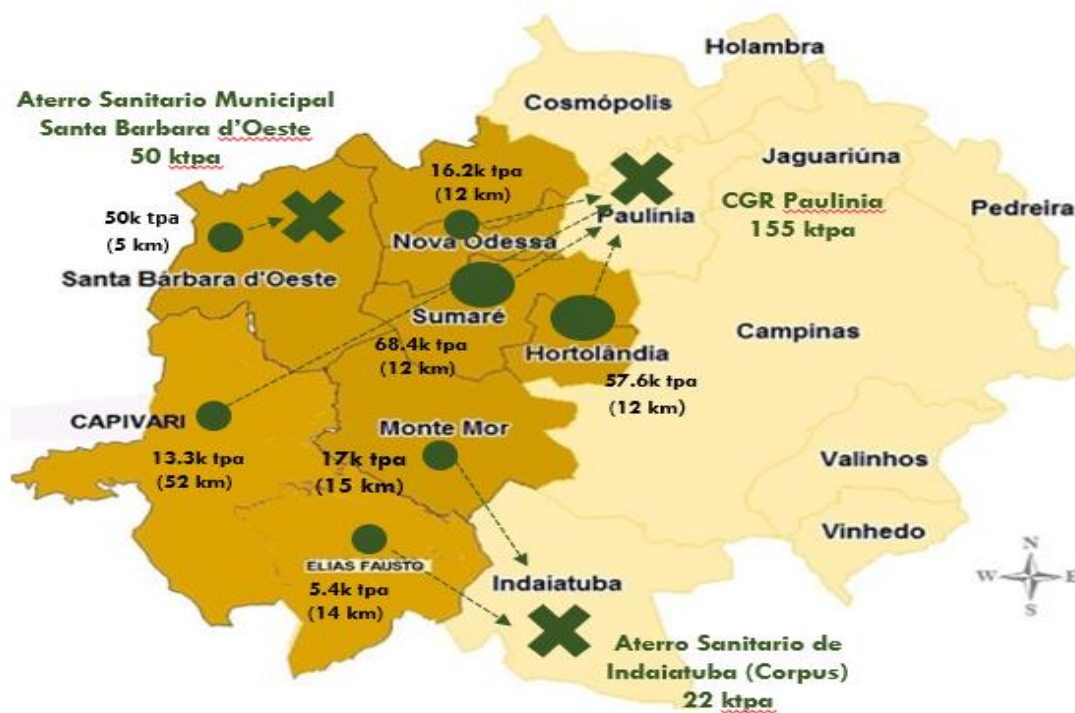 Holambra
Aterro Sanitario Municipal
Santa Barbara d'Oeste
50 ktpa
Cosmópolis
Jaguariúna
16.2k tpa
(12 km)
CGR Paulinia
155 ktpa
Pedreira
50k tpa
(5 km)
Paulínia
Nova Odessa
Santa Bárbara d'Oeste
Sumaré
68.4k tpa
(12 km)
Hortolândia
57.6k tpa
(12 km)
Campinas
CAPIVARI
13.3k tpa
(52 km)
Monte Mor
17k tpa
(15 km)
Valinhos
Vinhedo
ELIAS FAUSTO
5.4k tpa
(14 km)
Indaiatuba
N
W
E
S
Aterro Sanitario de
Indaiatuba (Corpus)
22 ktpa